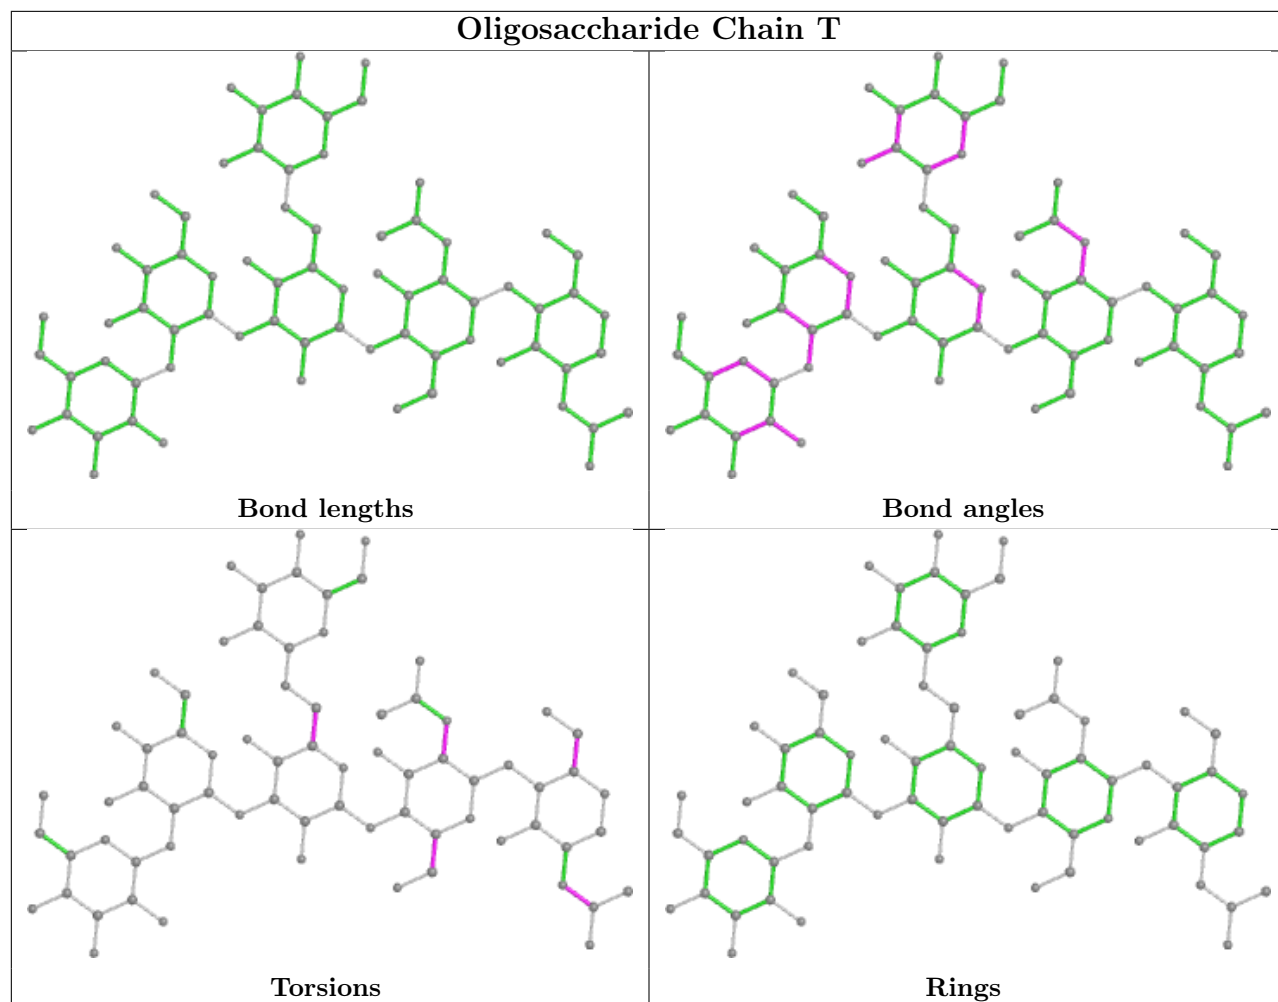 Oligosaccharide Chain T
Bond lengths
Bond angles
Torsions
Rings